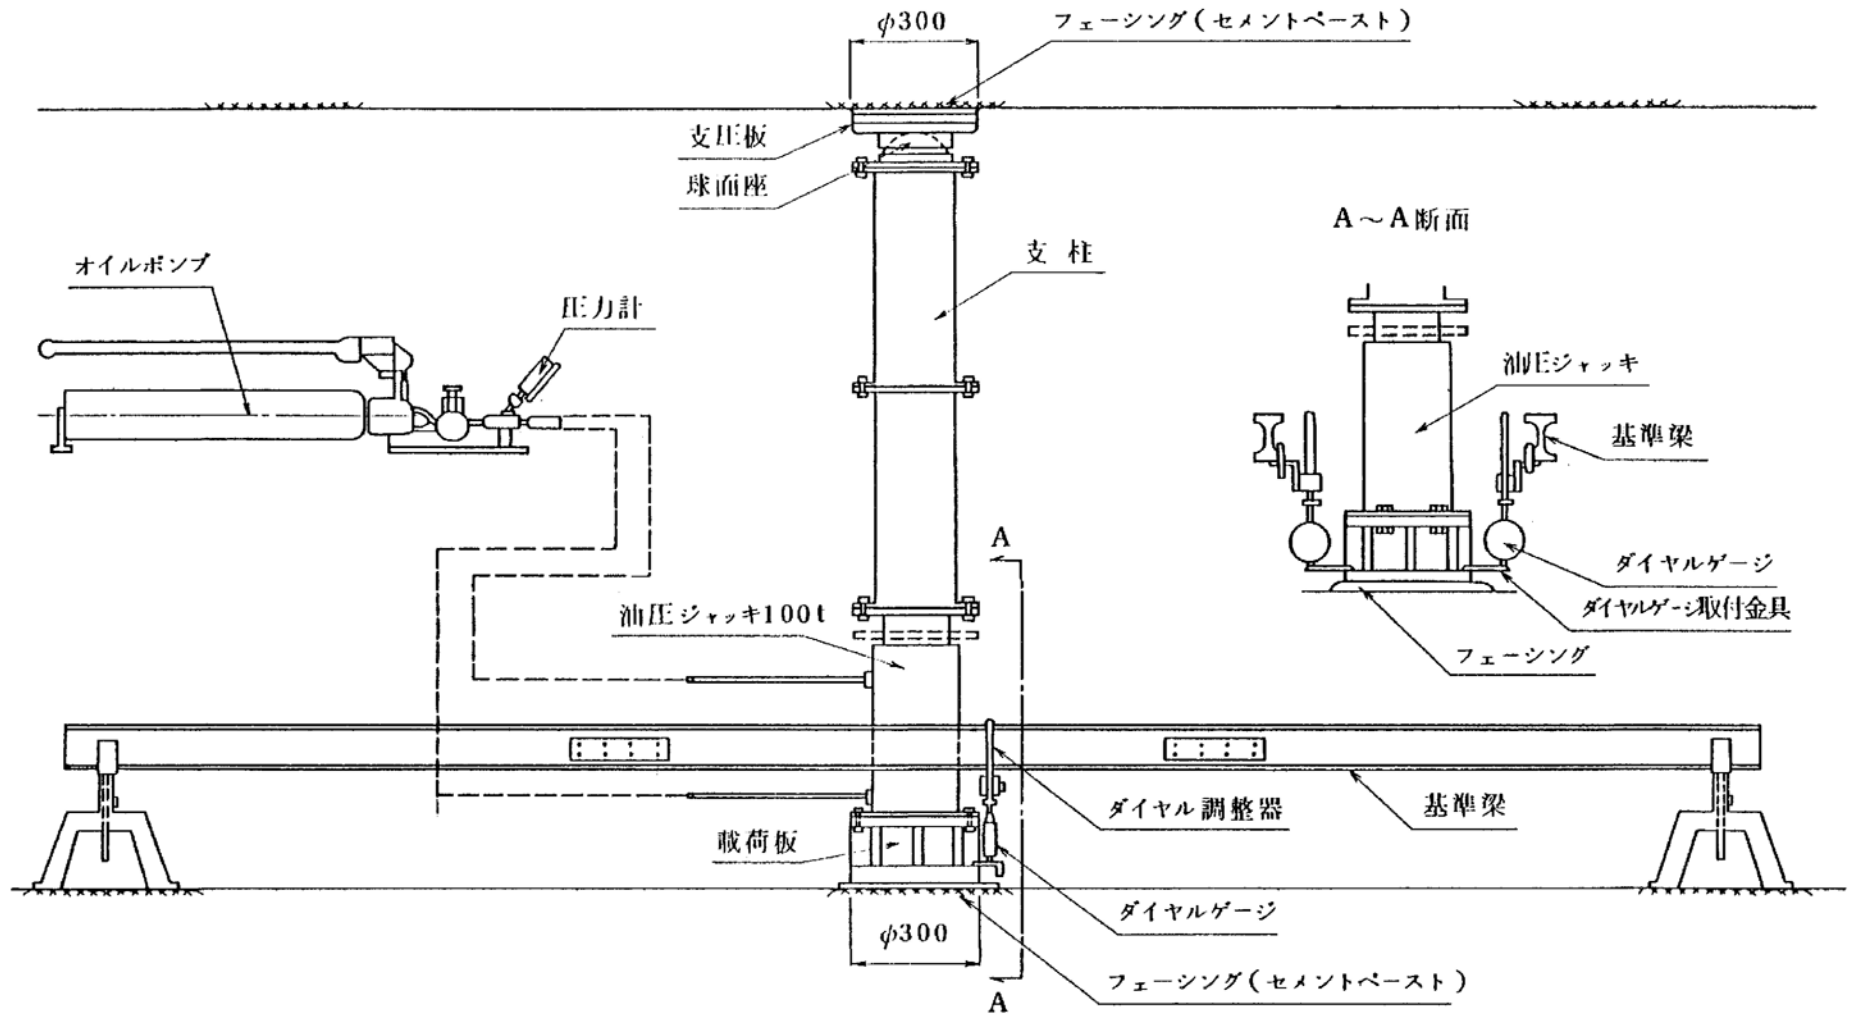 φ300
フェーシング(セメントペースト)
支圧板
球面座
A～A断面
支柱
オイルポンプ
圧力計
油圧ジャッキ
基準梁
A
ダイヤルゲージ
油圧ジャッキ100t
ダイヤルゲージ取付金具
フェーシング
ダイヤル調整器
基準梁
載荷板
ダイヤルゲージ
φ300
フェーシング(セメントペースト)
A